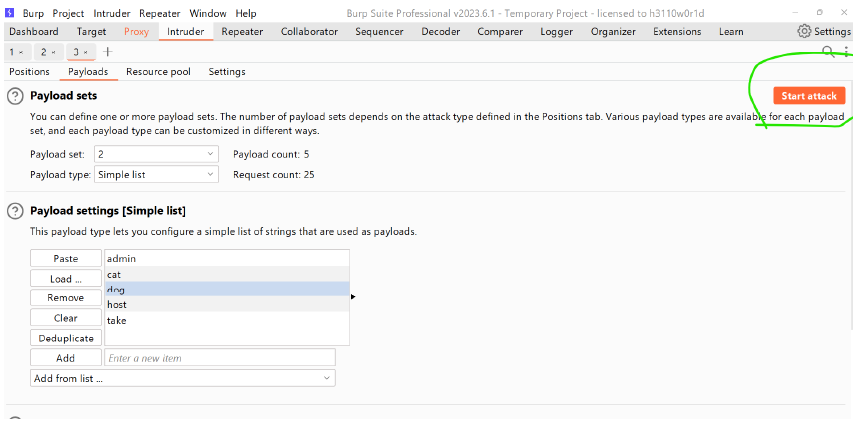 Burp Project Intruder Repeater Window Help Burp Suite Professional v2023.6.1 - Temporary Project - licensed to h3110w0r1d
Dashboard Target Proxy Intruder Repeater Collaborator Sequencer Decoder Comparer Logger Organizer Extensions Learn Settings
1 × 2 × 3 × +
Positions Payloads Resource pool Settings
? Payload sets
Start attack
You can define one or more payload sets. The number of payload sets depends on the attack type defined in the Positions tab. Various payload types are available for each payload
set, and each payload type can be customized in different ways.
Payload set: 2 Payload count: 5
Payload type: Simple list Request count: 25
? Payload settings [Simple list]
This payload type lets you configure a simple list of strings that are used as payloads.
Paste admin
Load ... cat
dog
Remove host
Clear take
Deduplicate
Add Enter a new item
Add from list ...